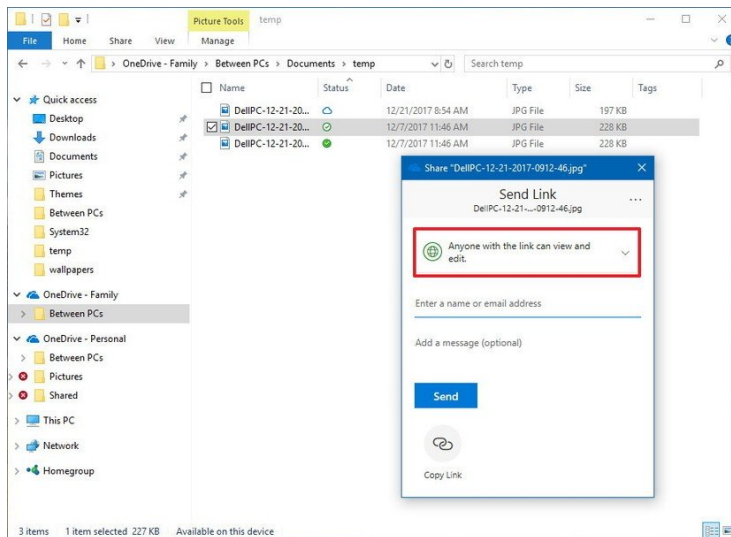 Picture Tools temp
File Home Share View Manage
OneDrive - Family > Between PCs > Documents > temp
Search temp
Name Status Date Type Size Tags
DellPC-12-21-20... 12/21/2017 8:54 AM JPG File 197 KB
DellPC-12-21-20... 12/7/2017 11:46 AM JPG File 228 KB
DellPC-12-21-20... 12/7/2017 11:46 AM JPG File 228 KB
Quick access
Desktop
Downloads
Documents
Pictures
Themes
Between PCs
System32
temp
wallpapers
OneDrive - Family
Between PCs
OneDrive - Personal
Between PCs
Pictures
Shared
This PC
Network
Homegroup
Share "DellPC-12-21-2017-0912-46.jpg"
Send Link
DellPC-12-21-...-0912-46.jpg
Anyone with the link can view and
edit.
Enter a name or email address
Add a message (optional)
Send
Copy Link
3 items 1 item selected 227 KB Available on this device